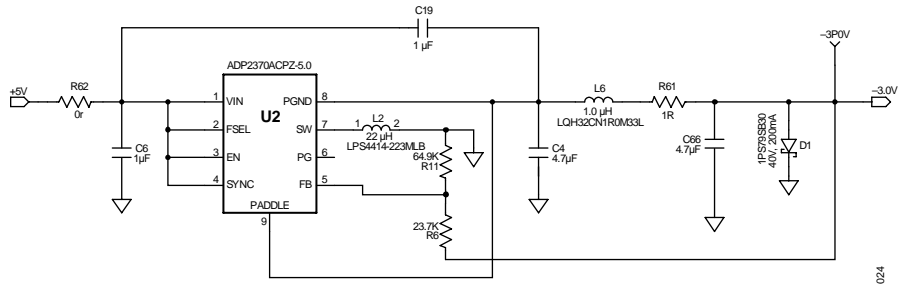 C19
1 µF
–3P0V
ADP2370ACPZ-5.0
+5V
R62
0r
1
VIN
PGND
8
L6
R61
–3.0V
U2
1.0 µH
1R
LQH32CN1R0M33L
2
FSEL
SW
7
1
L2
2
22 µH
LPS4414-223MLB
C6
1µF
3
EN
PG
6
64.9K
R11
C4
4.7µF
C66
4.7µF
1PS79SB30
40V, 200mA
D1
4
SYNC
FB
5
PADDLE
9
23.7K
R6
024